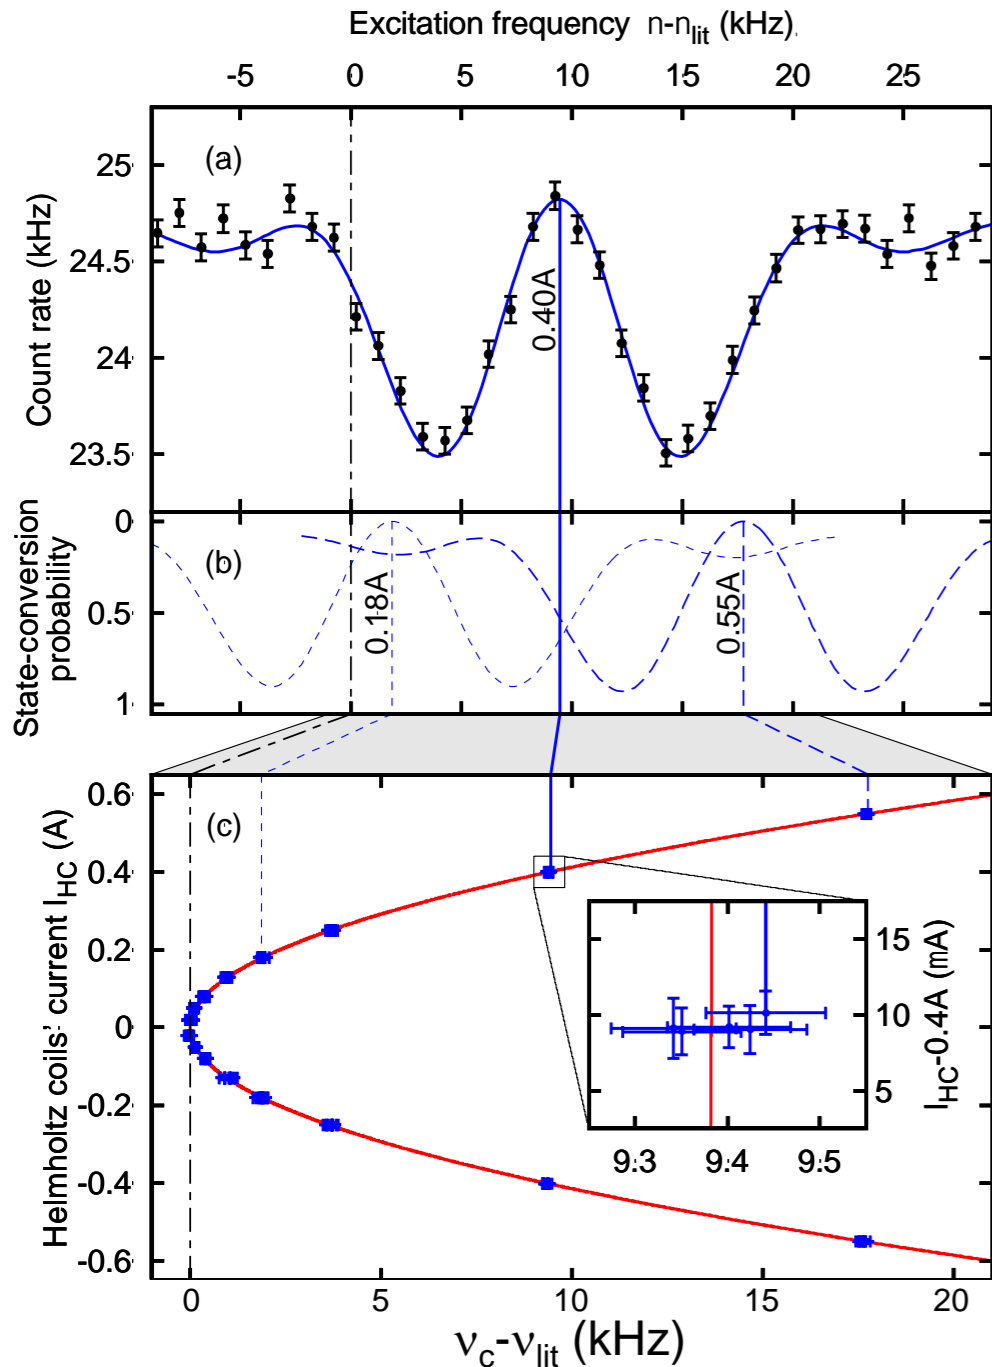 Excitation frequency n-n_lit (kHz)
-5 0 5 10 15 20 25
(a)
Count rate (kHz)
25
24.5
24
23.5
0.40A
State-conversion
probability
0
0.5
1
(b)
0.18A
0.55A
(c)
Helmholtz coils' current I_HC (A)
0.6
0.4
0.2
0
-0.2
-0.4
-0.6
I_HC-0.4A (mA)
15
10
5
9.3 9.4 9.5
0 5 10 15 20
ν_c-ν_lit (kHz)